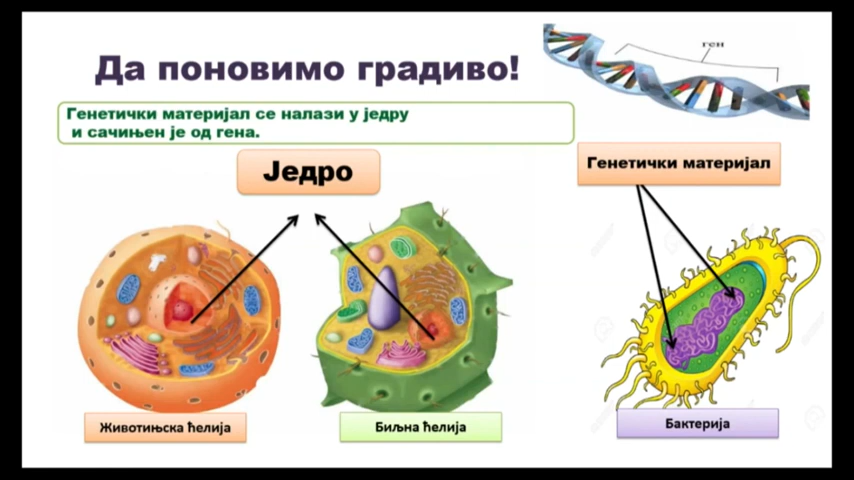 ген
Да поновимо градиво!
Генетички материјал се налази у једру
и сачињен је од гена.
Једро
Генетички материјал
Животињска ћелија
Биљна ћелија
Бактерија